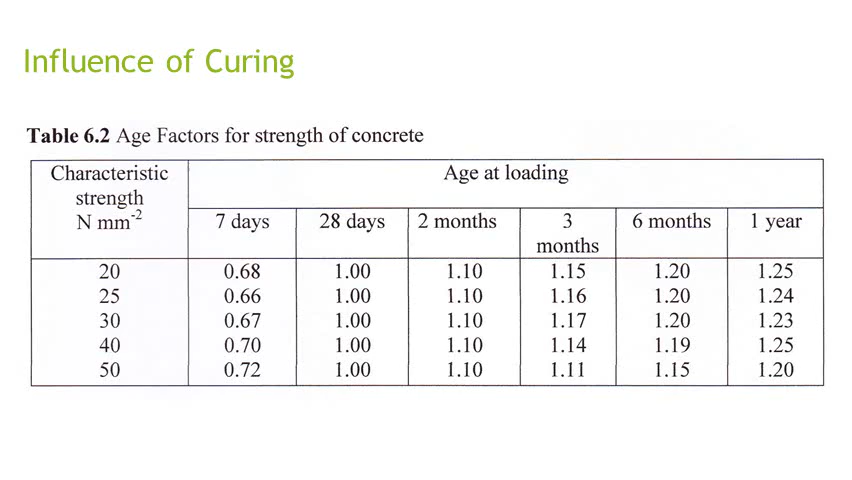 Influence of Curing
Table 6.2 Age Factors for strength of concrete
Characteristic strength N mm-2 Age at loading
7 days 28 days 2 months 3 months 6 months 1 year
20 0.68 1.00 1.10 1.15 1.20 1.25
25 0.66 1.00 1.10 1.16 1.20 1.24
30 0.67 1.00 1.10 1.17 1.20 1.23
40 0.70 1.00 1.10 1.14 1.19 1.25
50 0.72 1.00 1.10 1.11 1.15 1.20